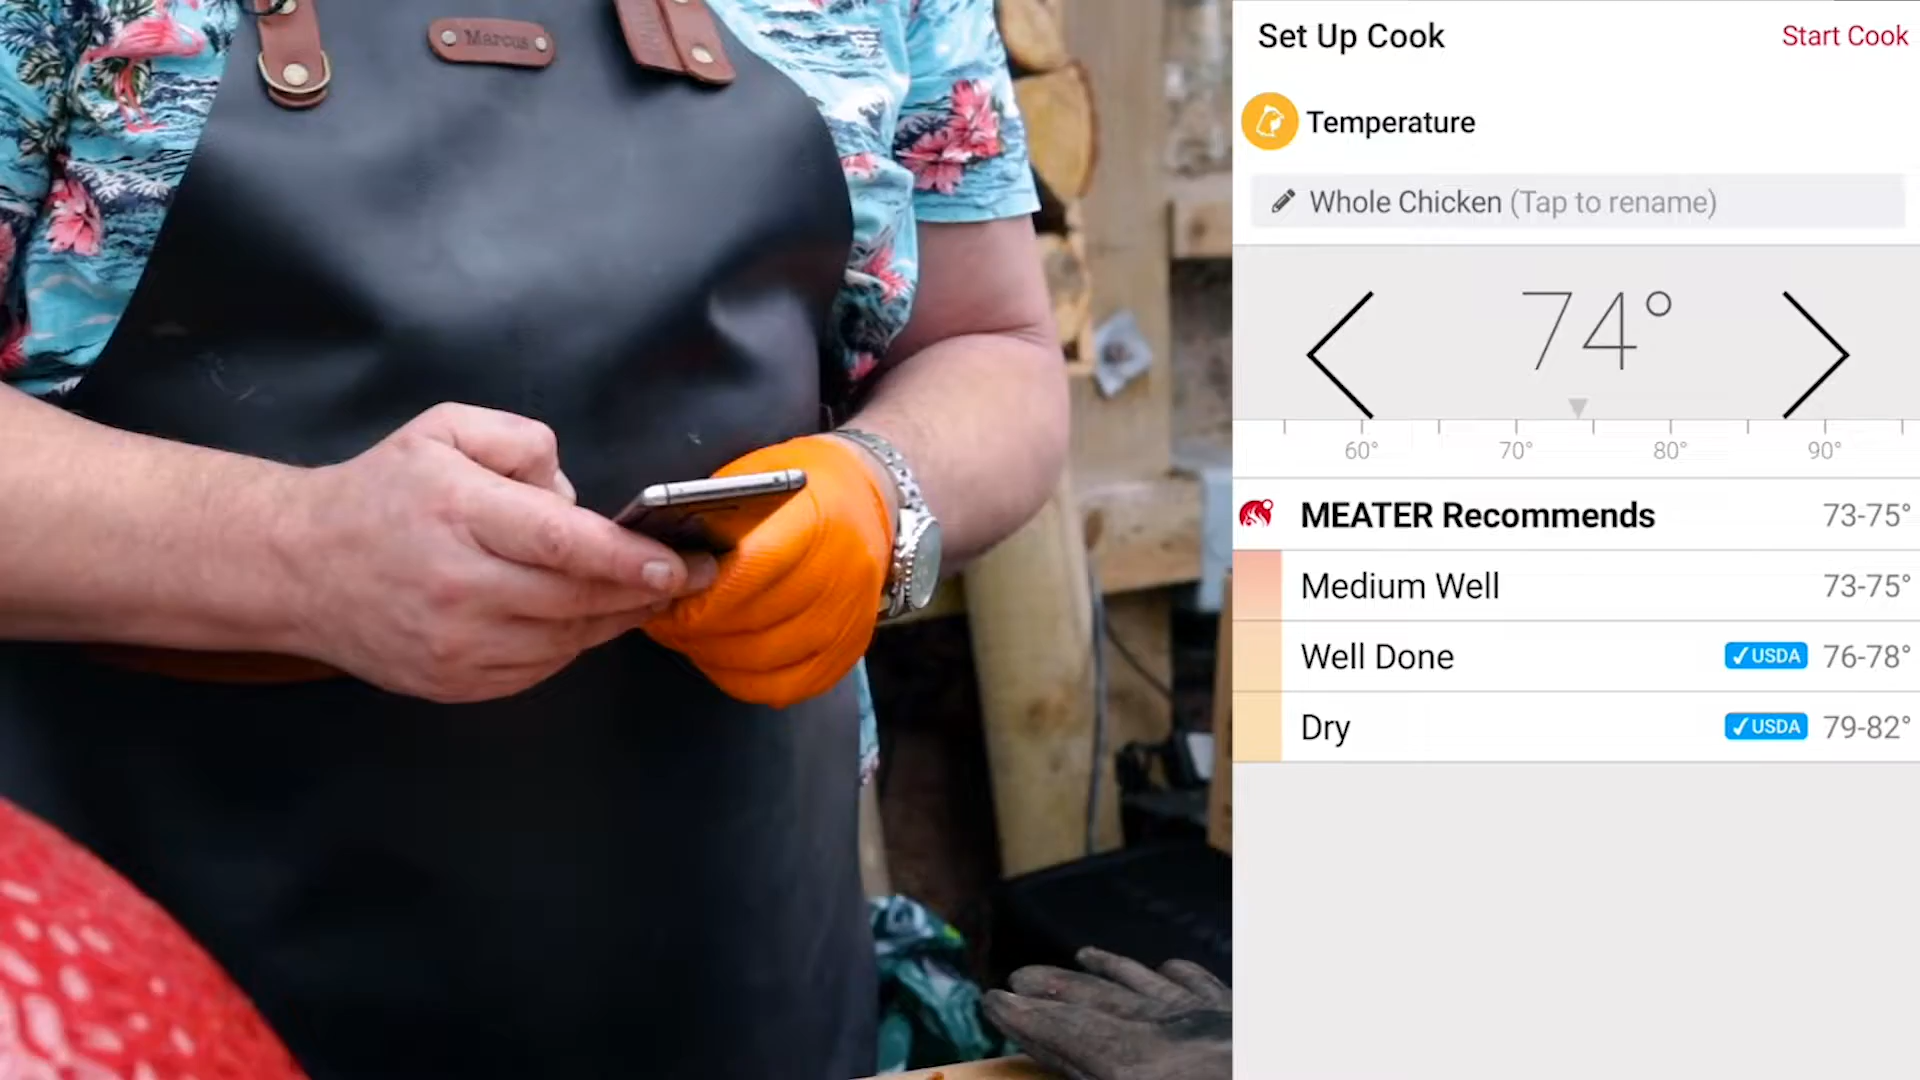 Marcus
Set Up Cook
Start Cook
Temperature
Whole Chicken (Tap to rename)
74°
60° 70° 80° 90°
MEATER Recommends 73-75°
Medium Well 73-75°
Well Done ✓USDA 76-78°
Dry ✓USDA 79-82°